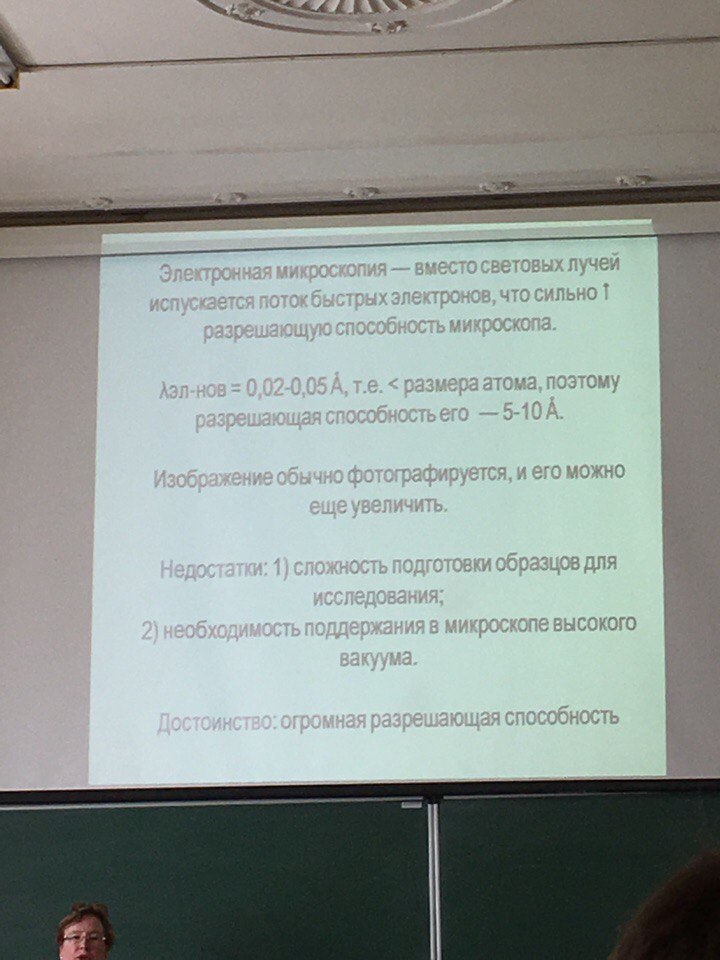 Электронная микроскопия — вместо световых лучей
испускается поток быстрых электронов, что сильно ↑
разрешающую способность микроскопа.
λэл-нов = 0,02-0,05 Å, т.е. < размера атома, поэтому
разрешающая способность его — 5-10 Å.
Изображение обычно фотографируется, и его можно
еще увеличить.
Недостатки: 1) сложность подготовки образцов для
исследования;
2) необходимость поддержания в микроскопе высокого
вакуума.
Достоинство: огромная разрешающая способность